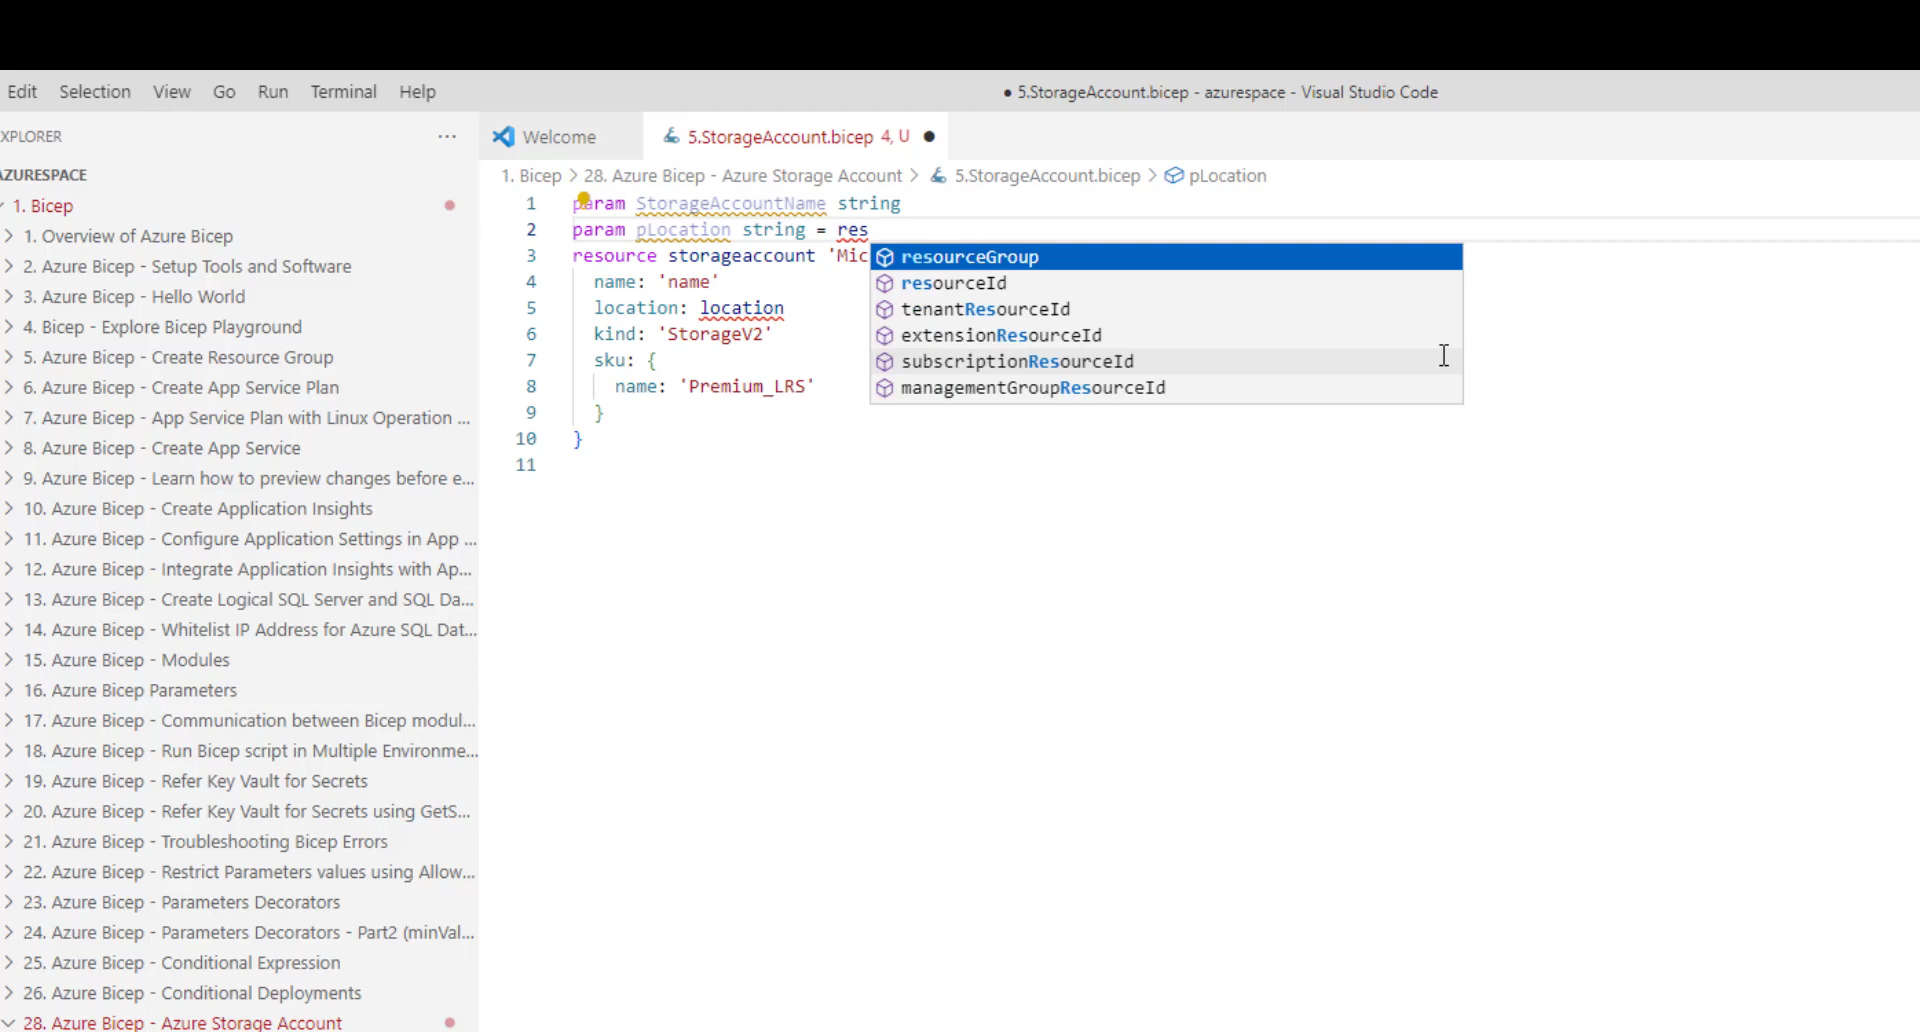 Edit Selection View Go Run Terminal Help
● 5.StorageAccount.bicep - azurespace - Visual Studio Code
XPLORER ···
Welcome
5.StorageAccount.bicep 4, U ●
AZURESPACE
1. Bicep
1. Overview of Azure Bicep
2. Azure Bicep - Setup Tools and Software
3. Azure Bicep - Hello World
4. Bicep - Explore Bicep Playground
5. Azure Bicep - Create Resource Group
6. Azure Bicep - Create App Service Plan
7. Azure Bicep - App Service Plan with Linux Operation ...
8. Azure Bicep - Create App Service
9. Azure Bicep - Learn how to preview changes before e...
10. Azure Bicep - Create Application Insights
11. Azure Bicep - Configure Application Settings in App ...
12. Azure Bicep - Integrate Application Insights with Ap...
13. Azure Bicep - Create Logical SQL Server and SQL Da...
14. Azure Bicep - Whitelist IP Address for Azure SQL Dat...
15. Azure Bicep - Modules
16. Azure Bicep Parameters
17. Azure Bicep - Communication between Bicep modul...
18. Azure Bicep - Run Bicep script in Multiple Environme...
19. Azure Bicep - Refer Key Vault for Secrets
20. Azure Bicep - Refer Key Vault for Secrets using GetS...
21. Azure Bicep - Troubleshooting Bicep Errors
22. Azure Bicep - Restrict Parameters values using Allow...
23. Azure Bicep - Parameters Decorators
24. Azure Bicep - Parameters Decorators - Part2 (minVal...
25. Azure Bicep - Conditional Expression
26. Azure Bicep - Conditional Deployments
28. Azure Bicep - Azure Storage Account
1. Bicep > 28. Azure Bicep - Azure Storage Account > 5.StorageAccount.bicep > pLocation
1 param StorageAccountName string
2 param pLocation string = res
3 resource storageaccount 'Mic
4 name: 'name'
5 location: location
6 kind: 'StorageV2'
7 sku: {
8 name: 'Premium_LRS'
9 }
10 }
11
resourceGroup
resourceId
tenantResourceId
extensionResourceId
subscriptionResourceId
managementGroupResourceId